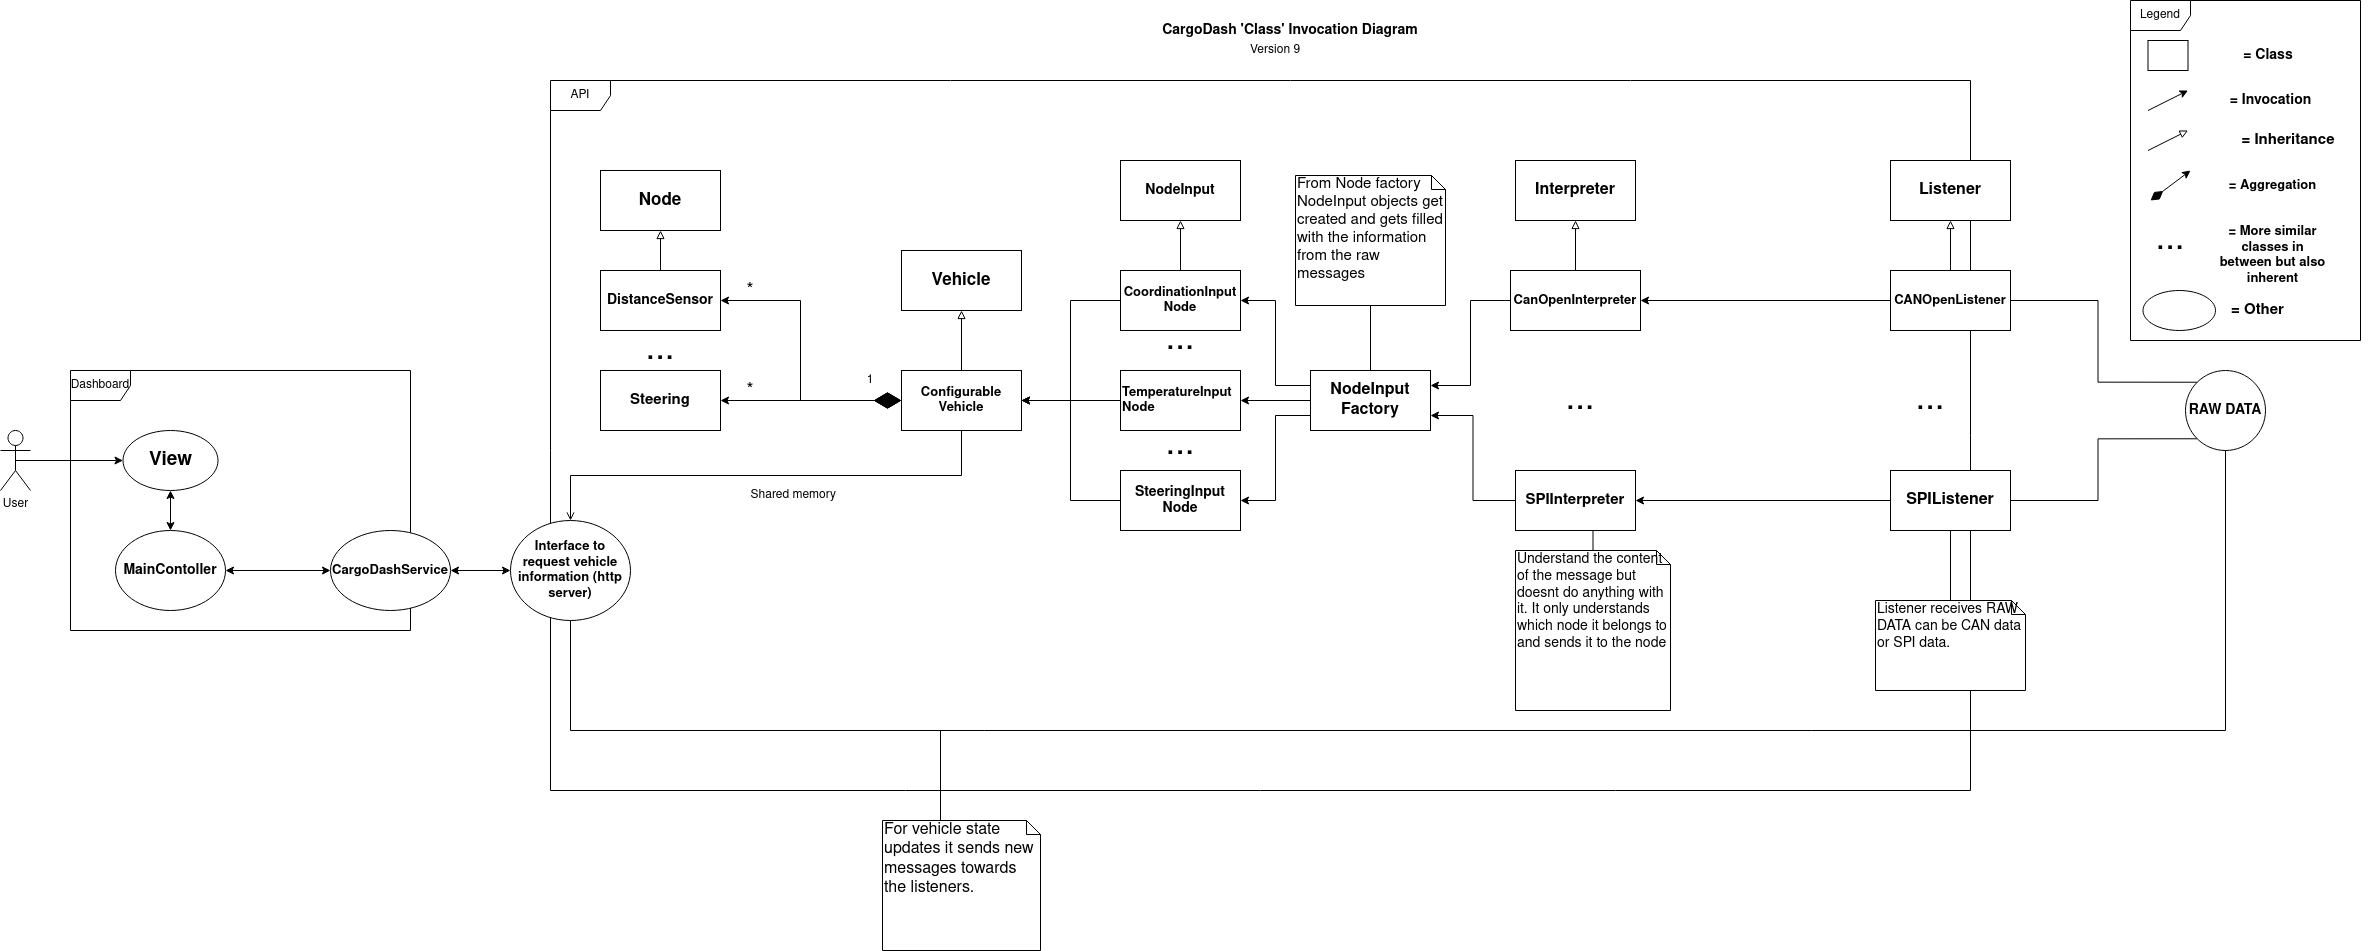 CargoDash 'Class' Invocation Diagram
Version 9
Legend
= Class
= Invocation
= Inheritance
= Aggregation
...
= More similar
classes in
between but also
inherent
= Other
API
Node
DistanceSensor
...
Steering
*
*
1
Vehicle
Configurable
Vehicle
Shared memory
NodeInput
CoordinationInput
Node
...
TemperatureInput
Node
...
SteeringInput
Node
From Node factory
NodeInput objects get
created and gets filled
with the information
from the raw
messages
NodeInput
Factory
Interpreter
CanOpenInterpreter
...
SPIInterpreter
Understand the content
of the message but
doesnt do anything with
it. It only understands
which node it belongs to
and sends it to the node
Listener
CANOpenListener
...
SPIListener
Listener receives RAW
DATA can be CAN data
or SPI data.
RAW DATA
Dashboard
User
View
MainContoller
CargoDashService
Interface to
request vehicle
information (http
server)
For vehicle state
updates it sends new
messages towards
the listeners.